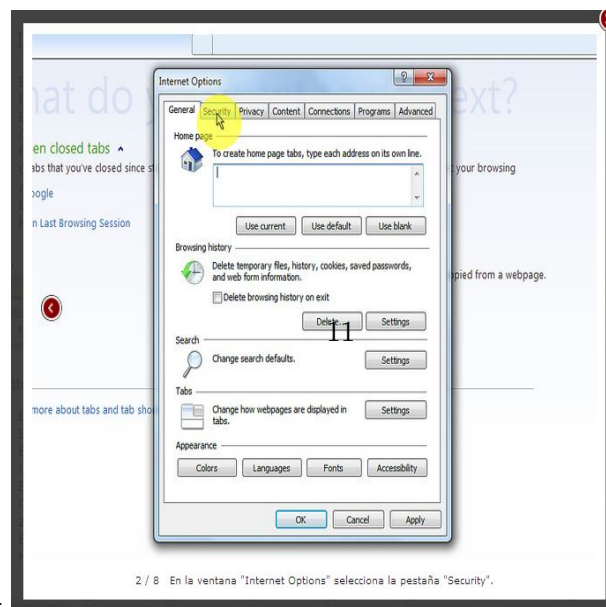 hat do
ext?
Internet Options
General Security Privacy Content Connections Programs Advanced
Home page
To create home page tabs, type each address on its own line.
Use current Use default Use blank
Browsing history
Delete temporary files, history, cookies, saved passwords,
and web form information.
Delete browsing history on exit
Delete... Settings
11
Search
Change search defaults.
Settings
Tabs
Change how webpages are displayed in
tabs.
Settings
Appearance
Colors Languages Fonts Accessibility
OK Cancel Apply
en closed tabs
abs that you've closed since s
your browsing
oogle
n Last Browsing Session
pied from a webpage.
more about tabs and tab sho
2 / 8 En la ventana "Internet Options" selecciona la pestaña "Security".